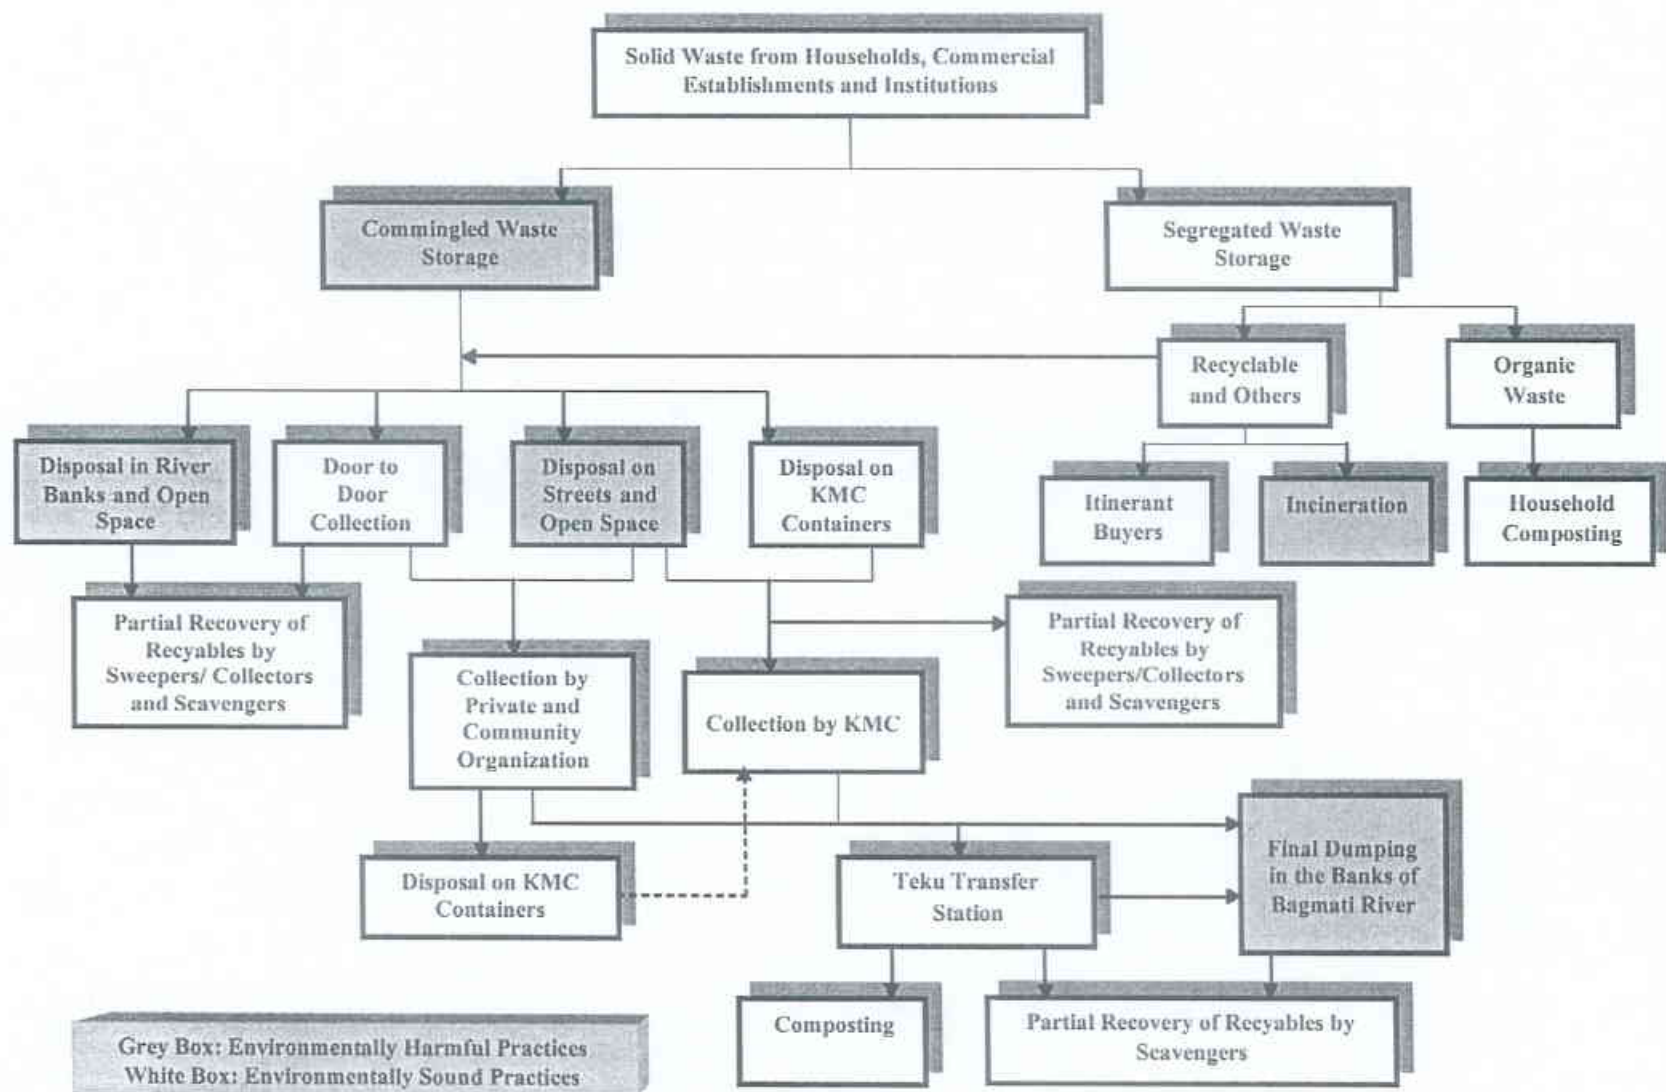 Solid Waste from Households, Commercial
Establishments and Institutions
Commingled Waste
Storage
Segregated Waste
Storage
Recyclable
and Others
Organic
Waste
Disposal in River
Banks and Open
Space
Door to
Door
Collection
Disposal on
Streets and
Open Space
Disposal on
KMC
Containers
Itinerant
Buyers
Incineration
Household
Composting
Partial Recovery of
Recyables by
Sweepers/ Collectors
and Scavengers
Collection by
Private and
Community
Organization
Collection by KMC
Partial Recovery of
Recyables by
Sweepers/Collectors
and Scavengers
Disposal on KMC
Containers
Teku Transfer
Station
Final Dumping
in the Banks of
Bagmati River
Composting
Partial Recovery of Recyables by
Scavengers
Grey Box: Environmentally Harmful Practices
White Box: Environmentally Sound Practices